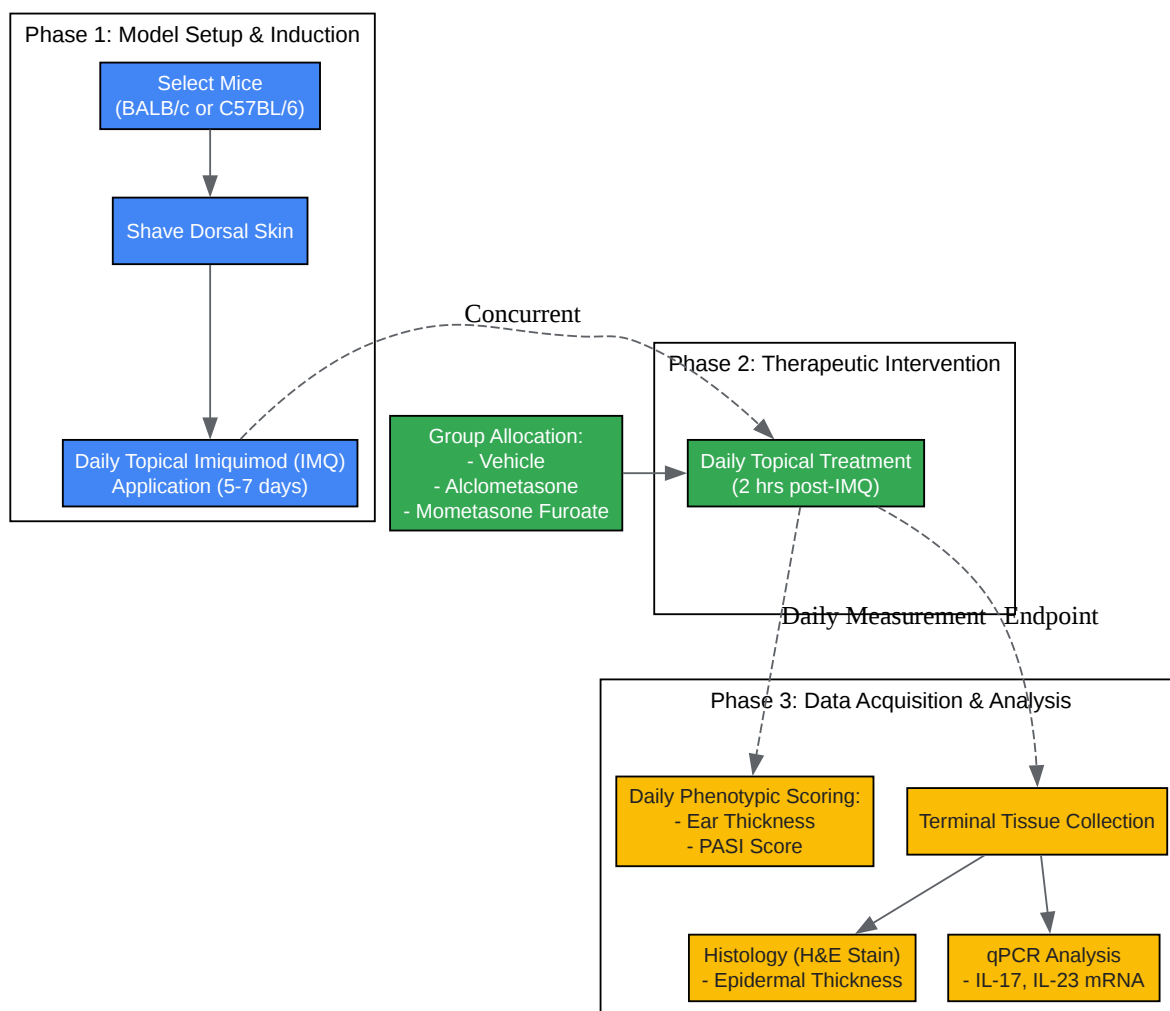 Phase 1: Model Setup & Induction
Select Mice
(BALB/c or C57BL/6)
Shave Dorsal Skin
Daily Topical Imiquimod (IMQ)
Application (5-7 days)
Concurrent
Phase 2: Therapeutic Intervention
Group Allocation:
- Vehicle
- Alclometasone
- Mometasone Furoate
Daily Topical Treatment
(2 hrs post-IMQ)
Daily Measurement
Endpoint
Phase 3: Data Acquisition & Analysis
Daily Phenotypic Scoring:
- Ear Thickness
- PASI Score
Terminal Tissue Collection
Histology (H&E Stain)
- Epidermal Thickness
qPCR Analysis
- IL-17, IL-23 mRNA